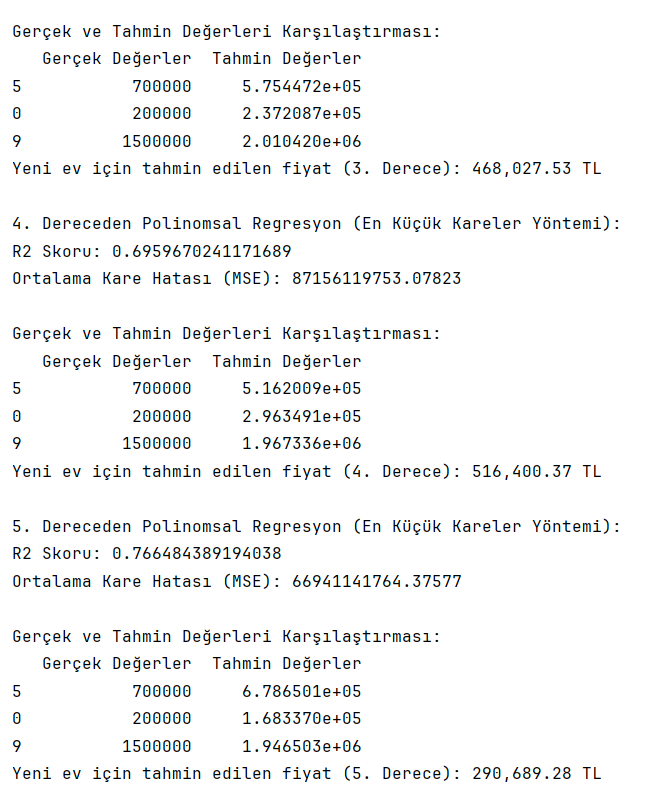 Gerçek ve Tahmin Değerleri Karşılaştırması:
   Gerçek Değerler  Tahmin Değerler
5           700000     5.754472e+05
0           200000     2.372087e+05
9          1500000     2.010420e+06
Yeni ev için tahmin edilen fiyat (3. Derece): 468,027.53 TL

4. Dereceden Polinomsal Regresyon (En Küçük Kareler Yöntemi):
R2 Skoru: 0.6959670241171689
Ortalama Kare Hatası (MSE): 87156119753.07823

Gerçek ve Tahmin Değerleri Karşılaştırması:
   Gerçek Değerler  Tahmin Değerler
5           700000     5.162009e+05
0           200000     2.963491e+05
9          1500000     1.967336e+06
Yeni ev için tahmin edilen fiyat (4. Derece): 516,400.37 TL

5. Dereceden Polinomsal Regresyon (En Küçük Kareler Yöntemi):
R2 Skoru: 0.766484389194038
Ortalama Kare Hatası (MSE): 66941141764.37577

Gerçek ve Tahmin Değerleri Karşılaştırması:
   Gerçek Değerler  Tahmin Değerler
5           700000     6.786501e+05
0           200000     1.683370e+05
9          1500000     1.946503e+06
Yeni ev için tahmin edilen fiyat (5. Derece): 290,689.28 TL